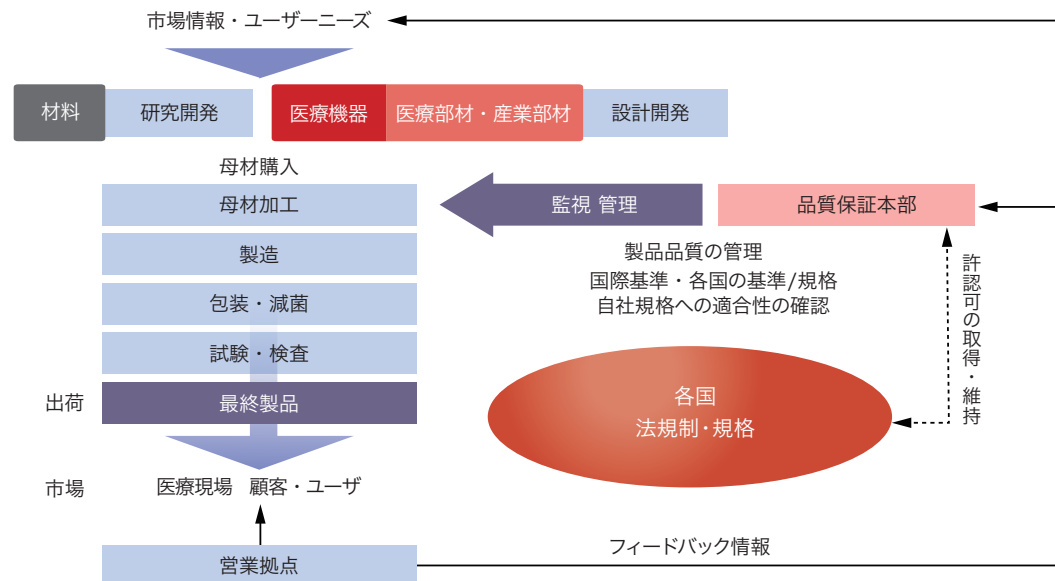 市場情報・ユーザーニーズ
材料
研究開発
医療機器
医療部材・産業部材
設計開発
母材購入
母材加工
監視 管理
品質保証本部
製造
製品品質の管理
国際基準・各国の基準/規格
自社規格への適合性の確認
許認可の取得・維持
包装・減菌
試験・検査
出荷
最終製品
各国
法規制・規格
市場
医療現場 顧客・ユーザ
フィードバック情報
営業拠点